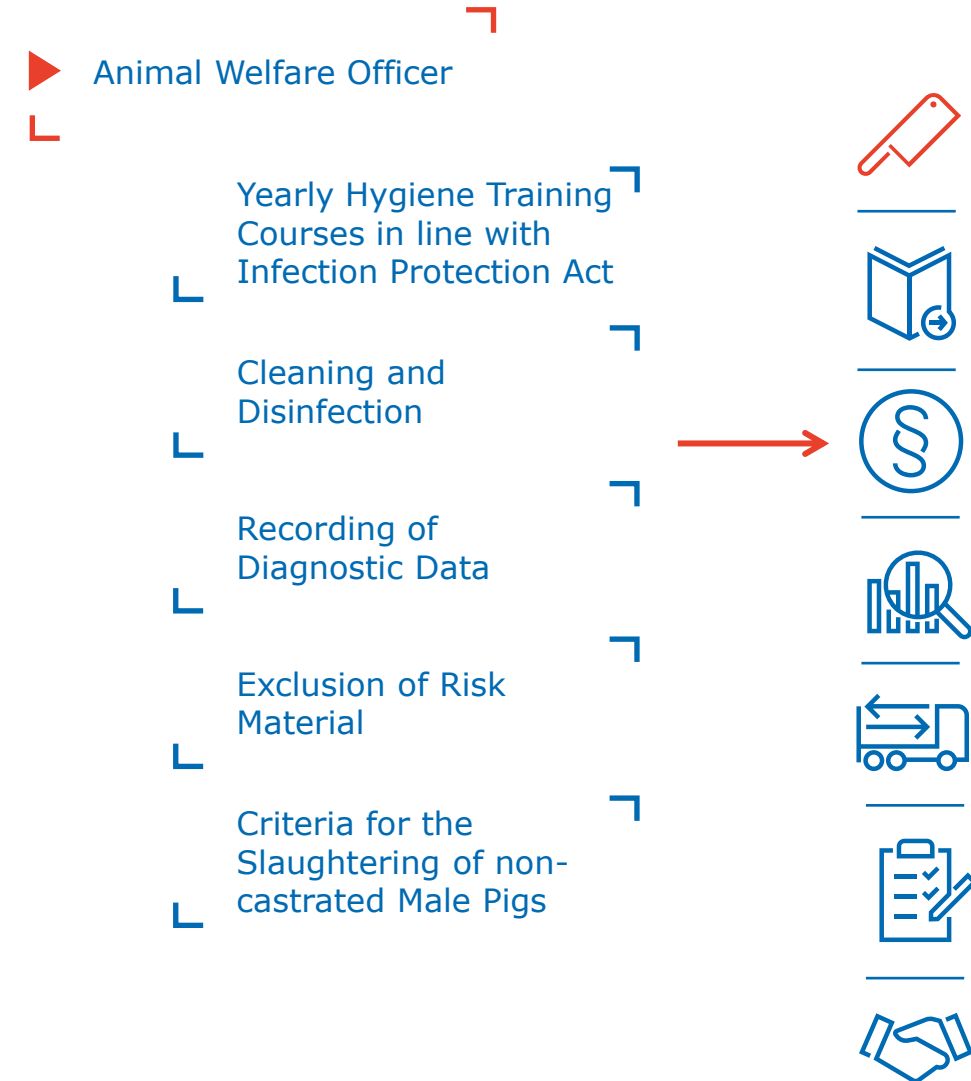 Animal Welfare Officer
Yearly Hygiene Training
Courses in line with
Infection Protection Act
Cleaning and
Disinfection
§
Recording of
Diagnostic Data
Exclusion of Risk
Material
Criteria for the
Slaughtering of non-
castrated Male Pigs